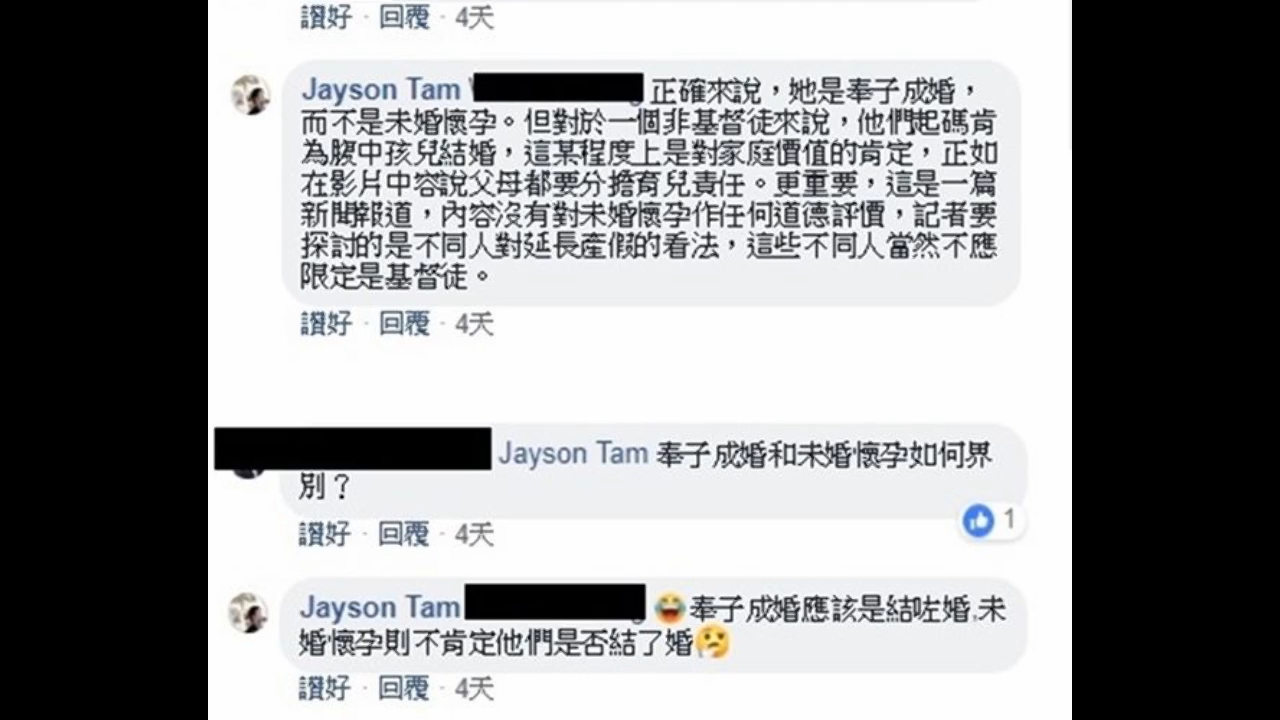 讚好 · 回覆 · 4天
Jayson Tam 正確來說，她是奉子成婚，
而不是未婚懷孕。但對於一個非基督徒來說，他們起碼肯
為腹中孩兒結婚，這某程度上是對家庭價值的肯定，正如
在影片中容說父母都要分擔育兒責任。更重要，這是一篇
新聞報道，內容沒有對未婚懷孕作任何道德評價，記者要
探討的是不同人對延長產假的看法，這些不同人當然不應
限定是基督徒。
讚好 · 回覆 · 4天
Jayson Tam 奉子成婚和未婚懷孕如何界
別？
1
讚好 · 回覆 · 4天
Jayson Tam 😂奉子成婚應該是結咗婚,未
婚懷孕則不肯定他們是否結了婚🤔
讚好 · 回覆 · 4天